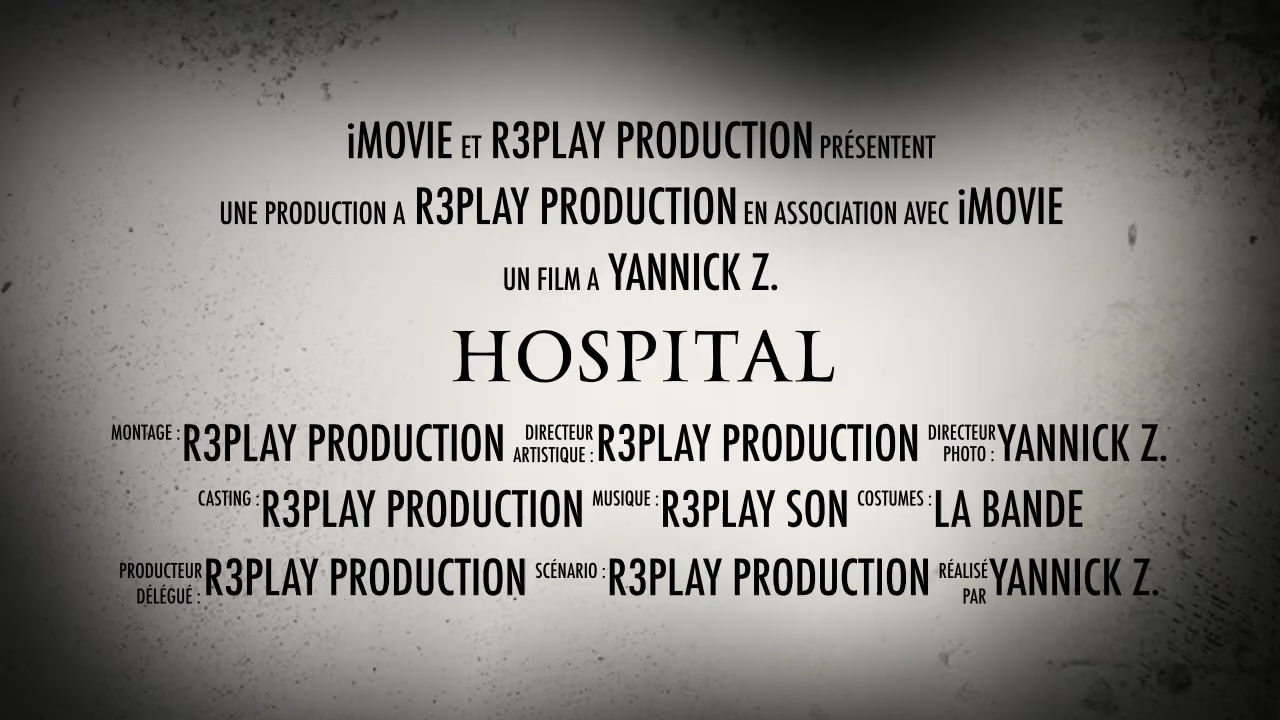 iMOVIE ET R3PLAY PRODUCTION PRÉSENTENT
UNE PRODUCTION A R3PLAY PRODUCTION EN ASSOCIATION AVEC iMOVIE
UN FILM A YANNICK Z.
HOSPITAL
MONTAGE : R3PLAY PRODUCTION DIRECTEUR ARTISTIQUE : R3PLAY PRODUCTION DIRECTEUR PHOTO : YANNICK Z.
CASTING : R3PLAY PRODUCTION MUSIQUE : R3PLAY SON COSTUMES : LA BANDE
PRODUCTEUR DÉLÉGUÉ : R3PLAY PRODUCTION SCÉNARIO : R3PLAY PRODUCTION RÉALISÉ PAR YANNICK Z.